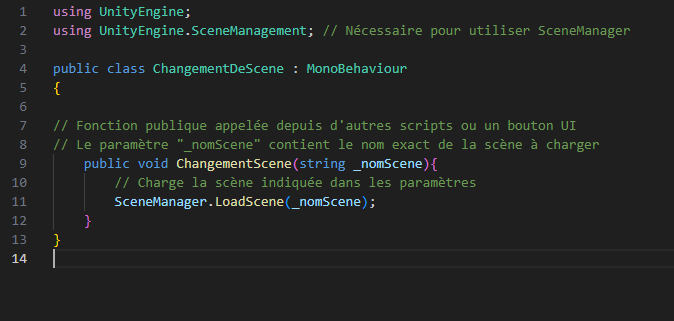 1 using UnityEngine;
2 using UnityEngine.SceneManagement; // Nécessaire pour utiliser SceneManager
3
4 public class ChangementDeScene : MonoBehaviour
5 {
6
7 // Fonction publique appelée depuis d'autres scripts ou un bouton UI
8 // Le paramètre "_nomScene" contient le nom exact de la scène à charger
9     public void ChangementScene(string _nomScene){
10         // Charge la scène indiquée dans les paramètres
11         SceneManager.LoadScene(_nomScene);
12     }
13 }
14